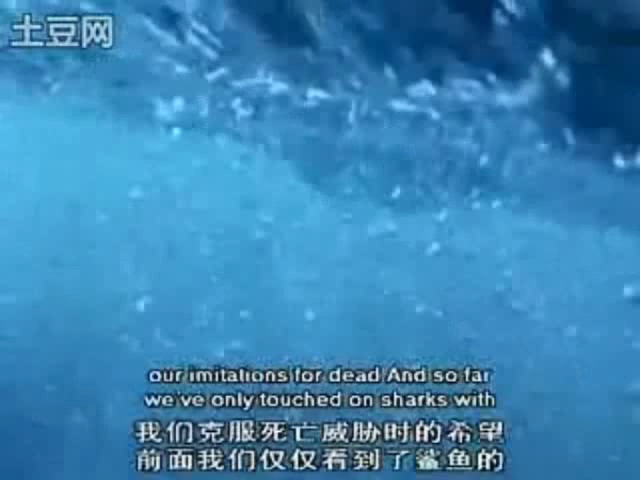 土豆网
our imitations for dead And so far
we've only touched on sharks with
我们克服死亡威胁时的希望
前面我们仅仅看到了鲨鱼的